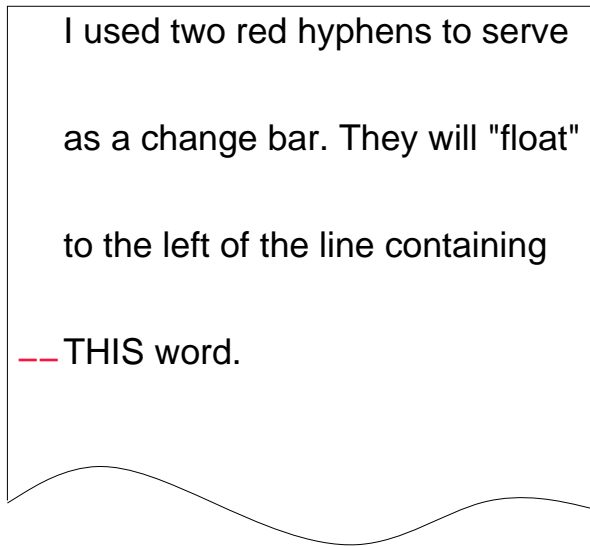 I used two red hyphens to serve
as a change bar. They will "float"
to the left of the line containing
--THIS word.